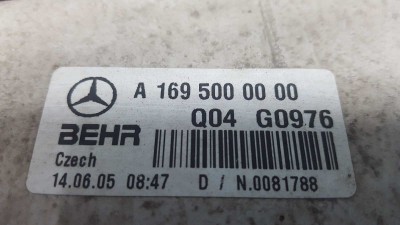 A 169 500 00 00
BEHR Q04 G0976
Czech
14.06.05 08:47 D / N.0081788